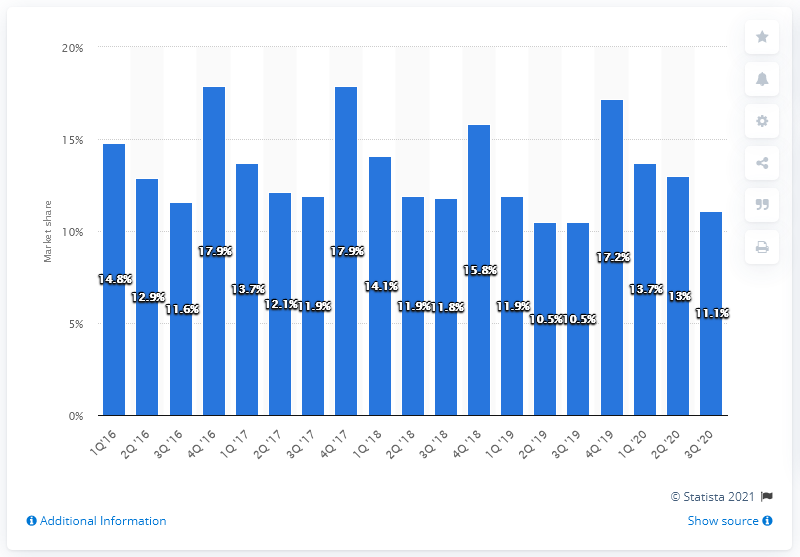 20%
15%
10%
5%
0%
Market share
14.8%
12.9%
11.6%
17.9%
13.7%
12.1%
11.9%
17.9%
14.1%
11.9%
11.8%
15.8%
11.9%
10.5%
10.5%
17.2%
13.7%
13%
11.1%
1Q'16
2Q '16
3Q '16
4Q '16
1Q '17
2Q '17
3Q '17
4Q '17
1Q '18
2Q '18
3Q '18
4Q '18
1Q '19
2Q '19
3Q '19
4Q '19
1Q '20
2Q '20
3Q '20
© Statista 2021
Additional Information
Show source